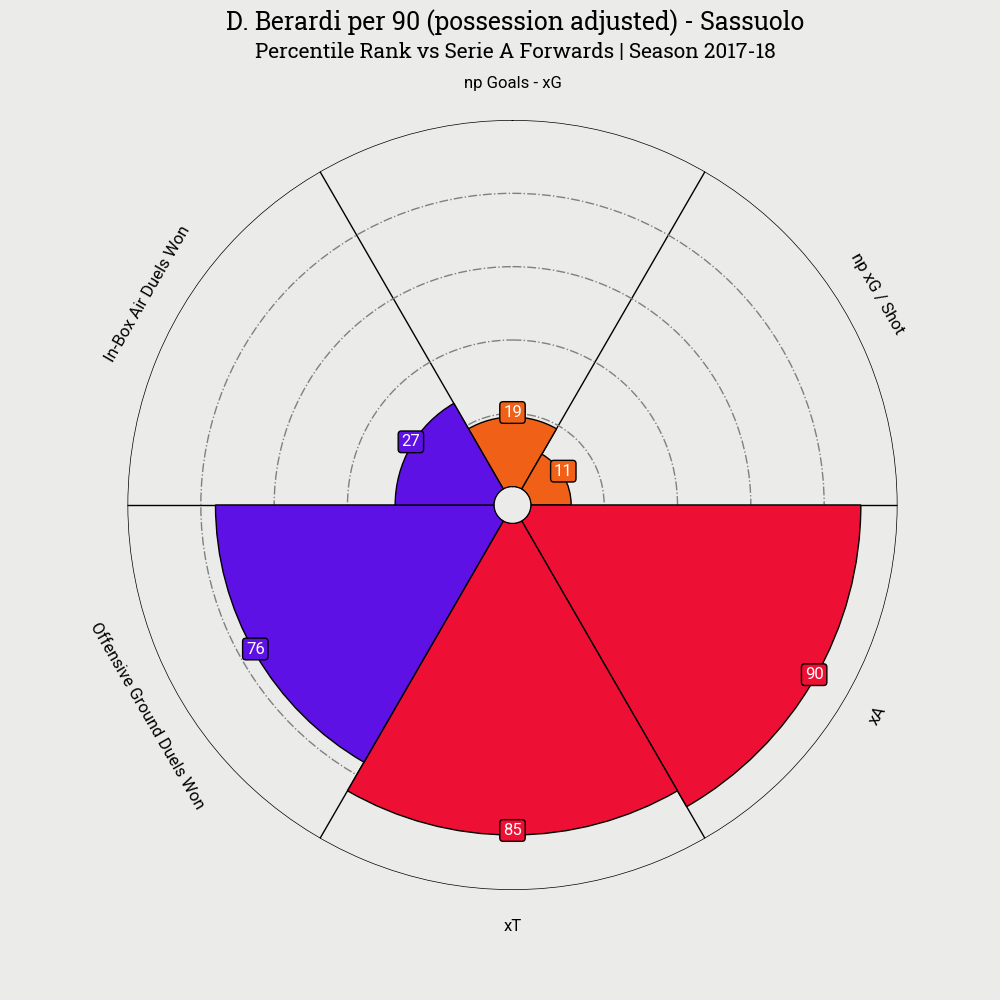 D. Berardi per 90 (possession adjusted) - Sassuolo
Percentile Rank vs Serie A Forwards | Season 2017-18
np Goals - xG
np xG / Shot
In-Box Air Duels Won
19
27
11
76
90
85
Offensive Ground Duels Won
xA
xT